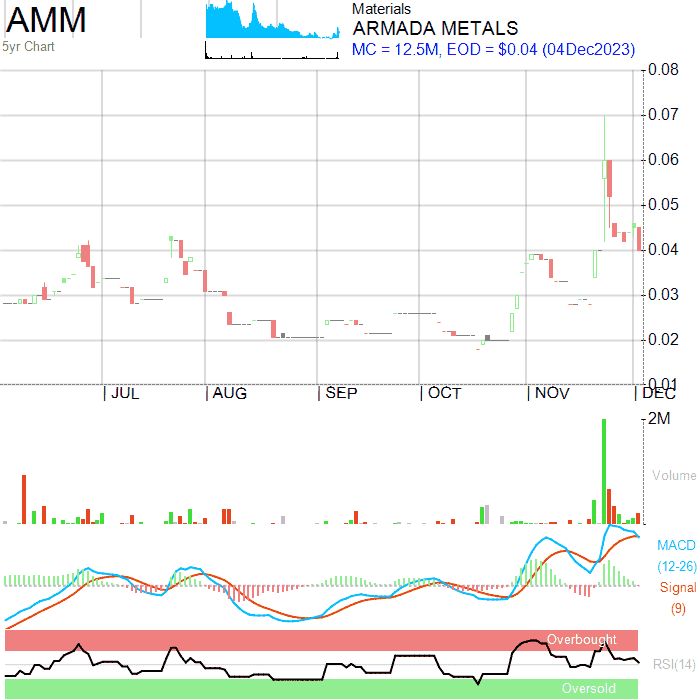 AMM
5yr Chart
Materials
ARMADA METALS
MC = 12.5M, EOD = $0.04 (04Dec2023)
0.08
0.07
0.06
0.05
0.04
0.03
0.02
0.01
JUL AUG SEP OCT NOV DEC
2M
Volume
MACD
(12-26)
Signal
(9)
Overbought
RSI(14)
Oversold